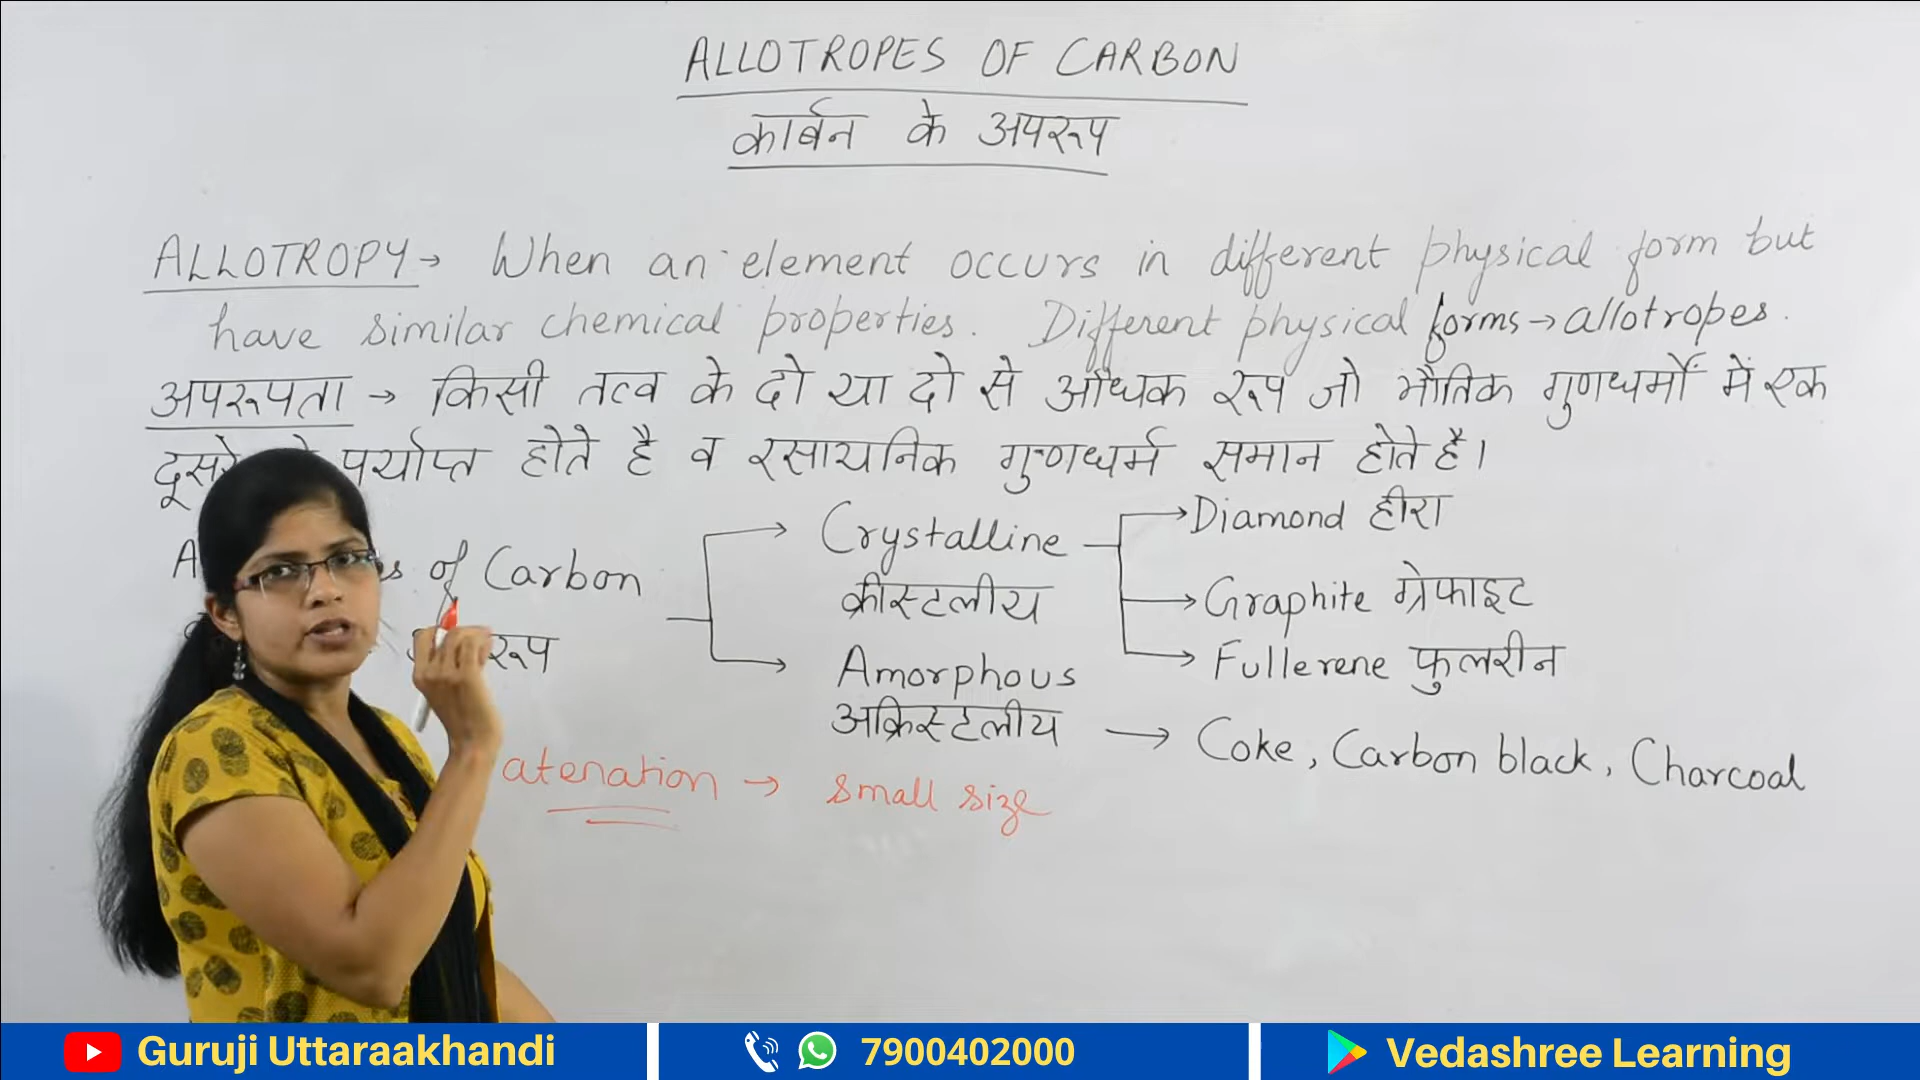 ALLOTROPES OF CARBON
कार्बन के अपरूप
ALLOTROPY → When an element occurs in different physical form but
have similar chemical properties. Different physical forms → allotropes.
अपरूपता → किसी तत्व के दो या दो से अधिक रूप जो भौतिक गुणधर्मों में एक
दूसरे पर्याप्त होते है व रसायनिक गुणधर्म समान होते है।
of Carbon
Crystalline
क्रीस्टलीय
Amorphous
अक्रिस्टलीय → Coke, Carbon black, Charcoal
Diamond हीरा
Graphite ग्रेफाइट
Fullerene फुलरीन
atenation → small size
Guruji Uttaraakhandi
7900402000
Vedashree Learning